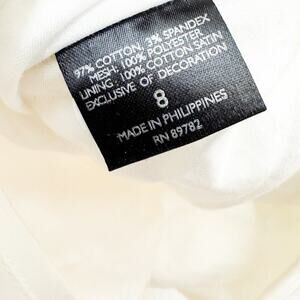 97% COTTON, 3% SPANDEX
MESH: 100% POLYESTER
LINING: 100% COTTON SATIN
EXCLUSIVE OF DECORATION
8
MADE IN PHILIPPINES
RN 89782